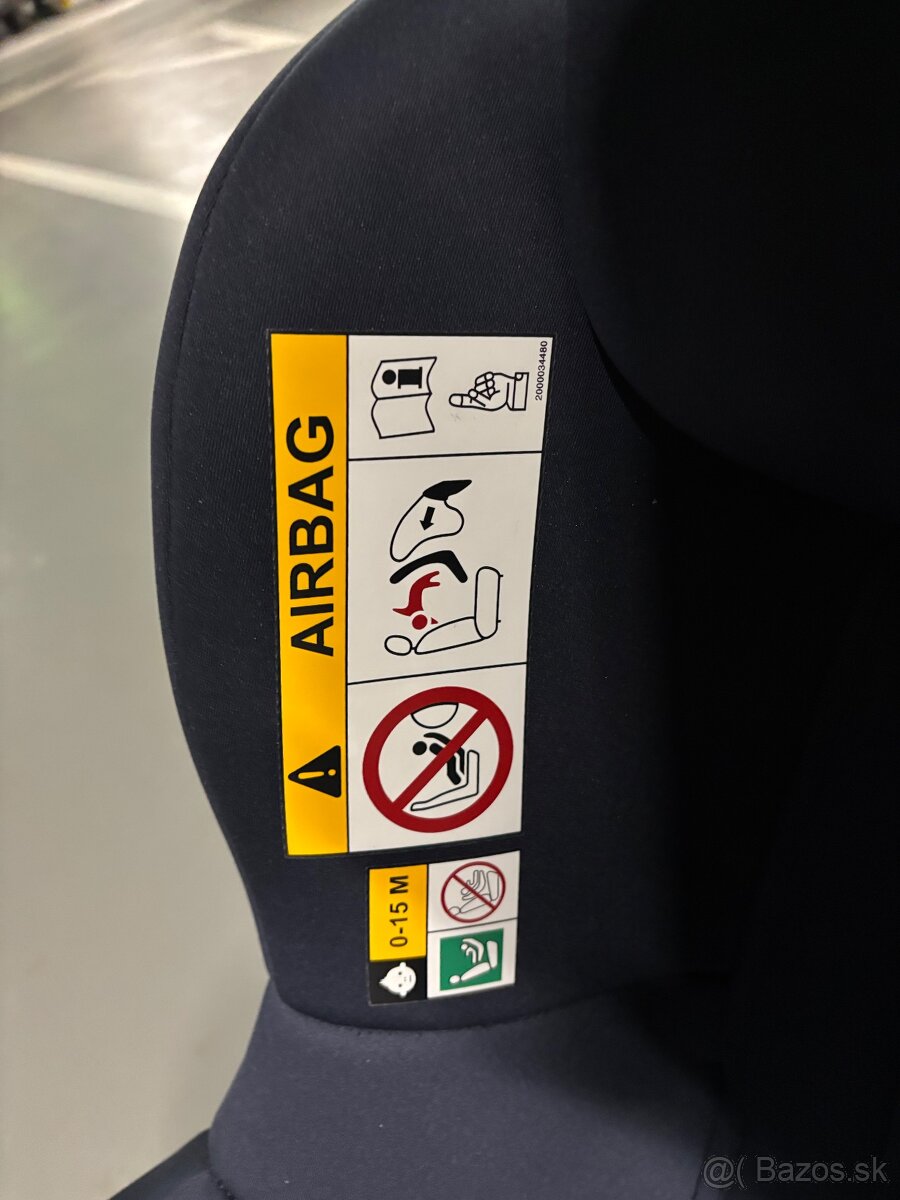 AIRBAG
i
2000034480
0-15 M
@( Bazos.sk